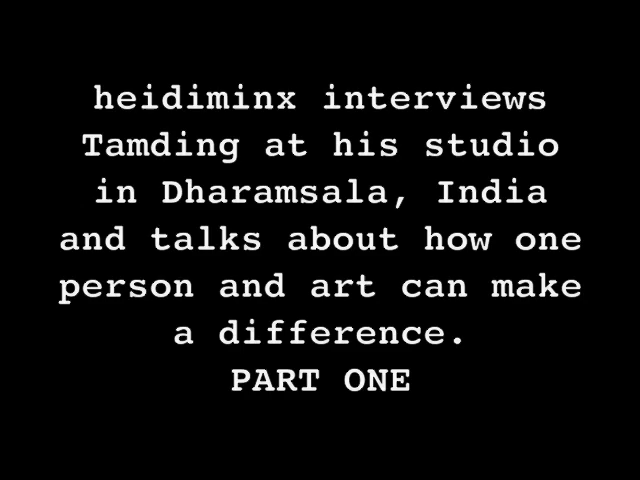 heidiminx interviews
Tamding at his studio
in Dharamsala, India
and talks about how one
person and art can make
a difference.
PART ONE